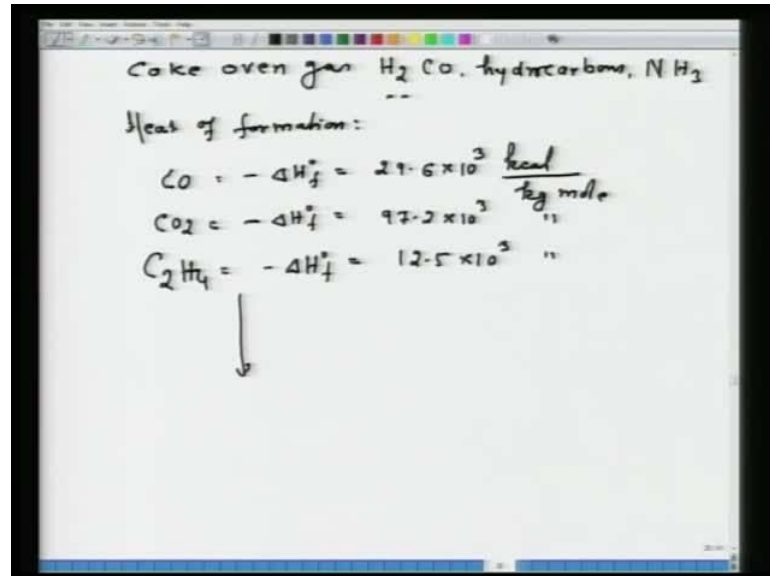 Coke oven gas H2 CO. hydrocarbons, NH3
Heat of formation:
CO = - ΔH°f = 29.6 × 10^3 kcal / kg mole
CO2 = - ΔH°f = 97.2 × 10^3 "
C2H4 = - ΔH°f = 12.5 × 10^3 "